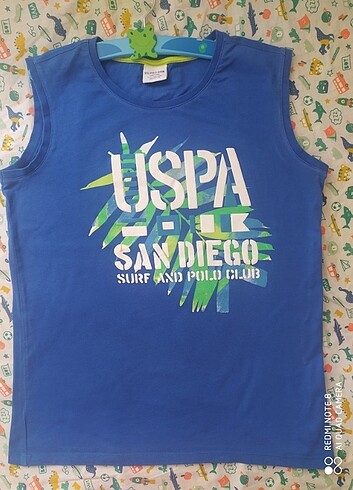 USPA
SAN DIEGO
SURF AND POLO CLUB
REDMI NOTE 8
AI QUAD CAMERA